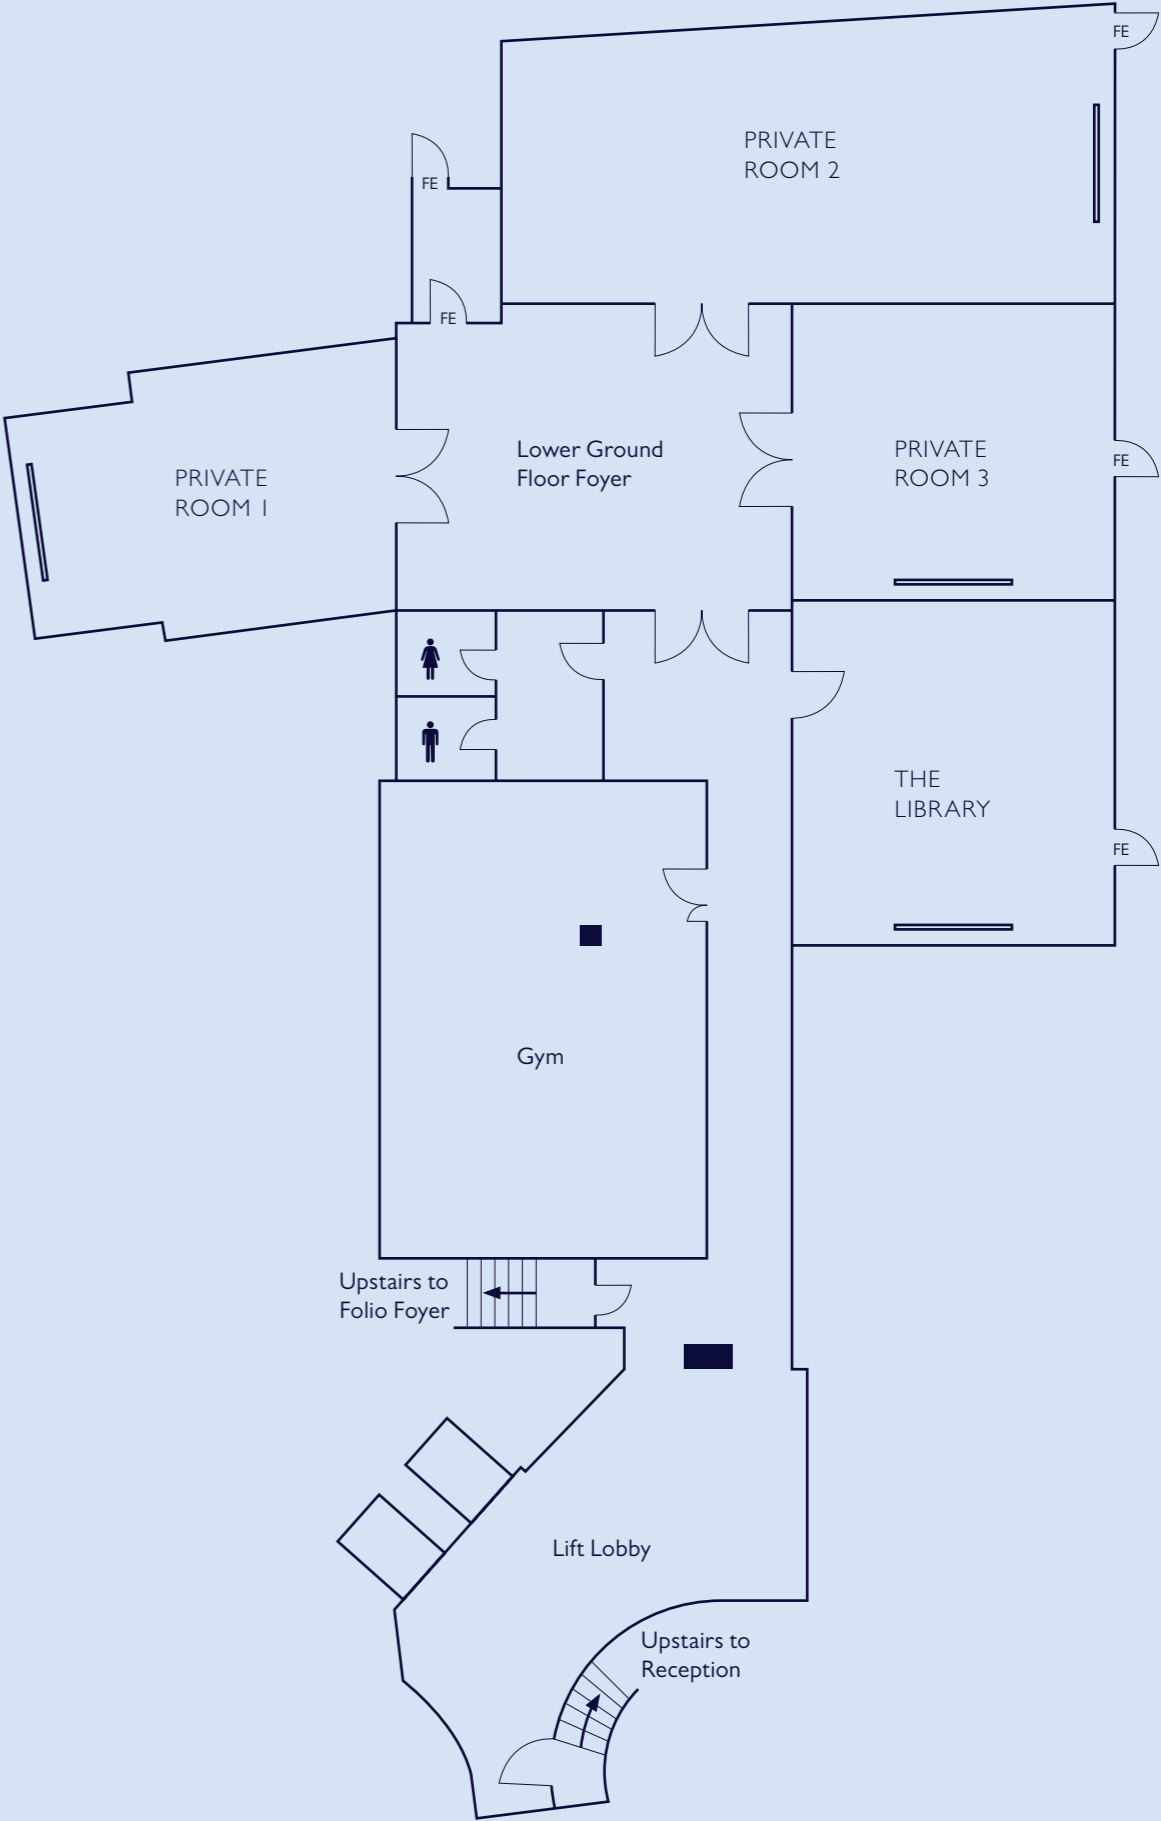 FE
PRIVATE
ROOM 2
FE
FE
Lower Ground
Floor Foyer
PRIVATE
ROOM 3
FE
PRIVATE
ROOM 1
THE
LIBRARY
FE
Gym
Upstairs to
Folio Foyer
Lift Lobby
Upstairs to
Reception